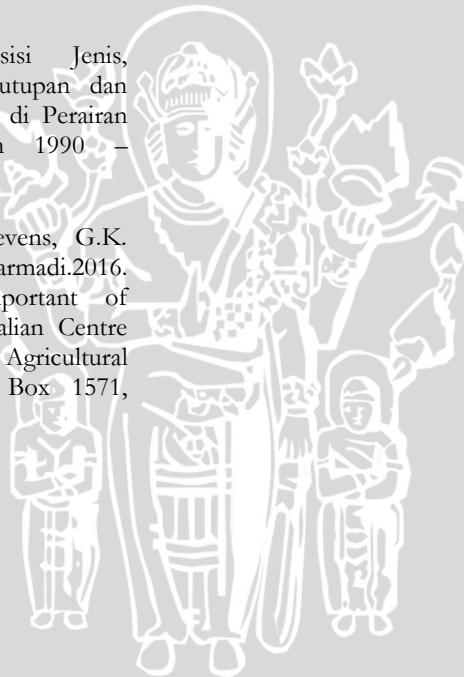 sisi Jenis,
utupan dan
di Perairan
1990 –
evens, G.K.
armadi.2016.
portant of
alian Centre
Agricultural
Box 1571,